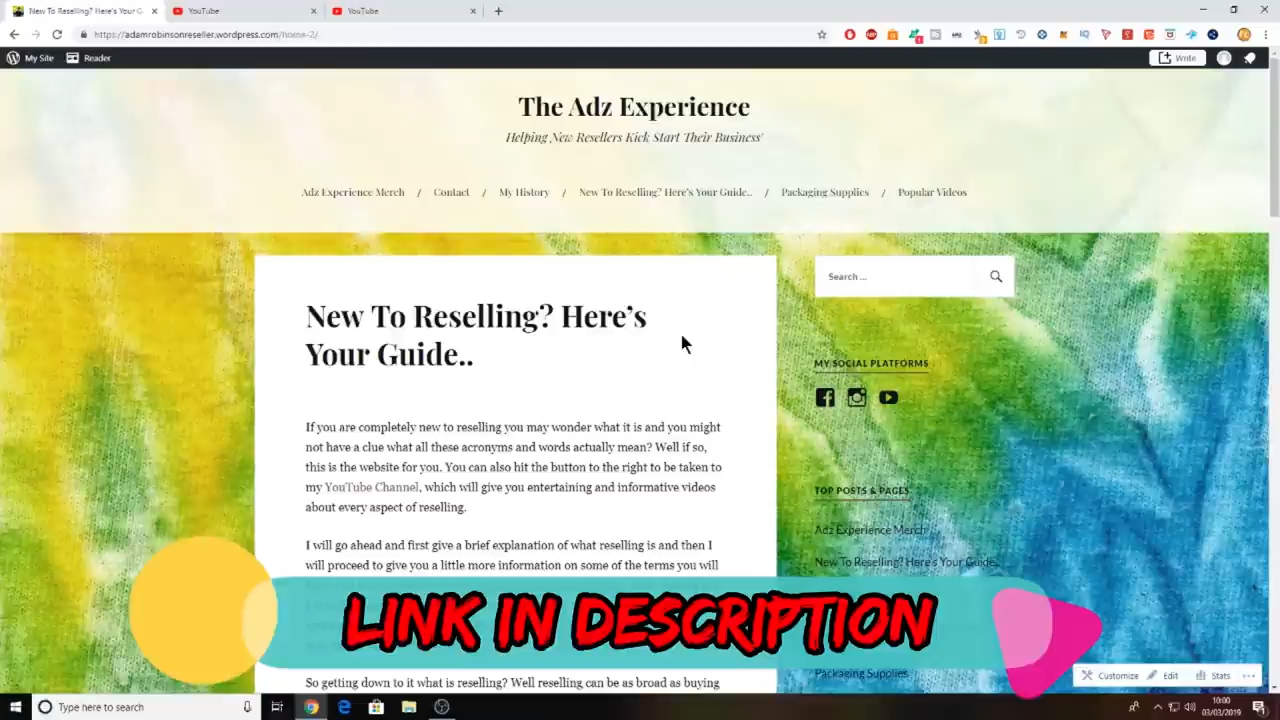 New To Reselling? Here's Your G
YouTube
YouTube
https://adamrobinsonreseller.wordpress.com/home-2/
My Site
Reader
Write
The Adz Experience
Helping New Resellers Kick Start Their Business'
Adz Experience Merch / Contact / My History / New To Reselling? Here's Your Guide.. / Packaging Supplies / Popular Videos
New To Reselling? Here's
Your Guide..
If you are completely new to reselling you may wonder what it is and you might
not have a clue what all these acronyms and words actually mean? Well if so,
this is the website for you. You can also hit the button to the right to be taken to
my YouTube Channel, which will give you entertaining and informative videos
about every aspect of reselling.
I will go ahead and first give a brief explanation of what reselling is and then I
will proceed to give you a little more information on some of the terms you will
So getting down to it what is reselling? Well reselling can be as broad as buying
Search ...
MY SOCIAL PLATFORMS
TOP POSTS & PAGES
Adz Experience Merch
New To Reselling? Here's Your Guide..
Packaging Supplies
LINK IN DESCRIPTION
Customize
Edit
Stats
Type here to search
10:00
03/03/2019